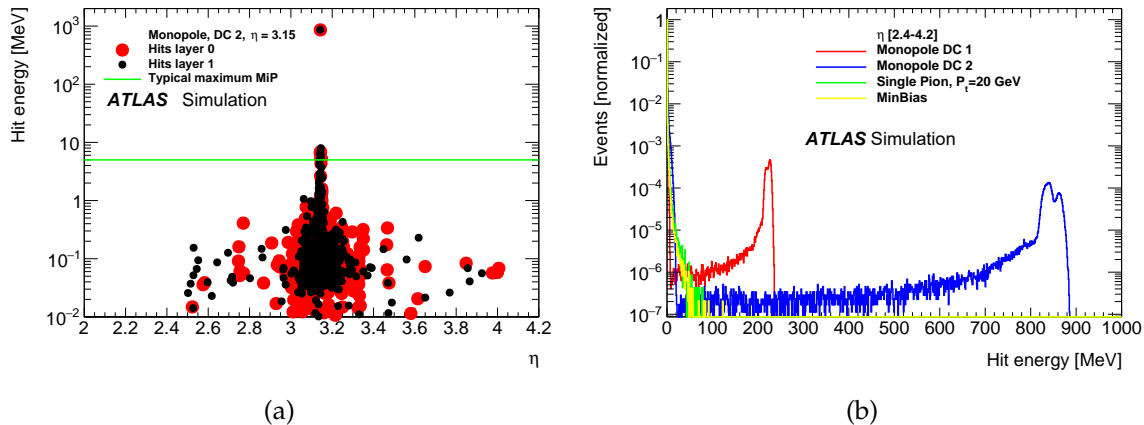 Hit energy [MeV]
10³
10²
10
1
10⁻¹
10⁻²
Monopole, DC 2, η = 3.15
Hits layer 0
Hits layer 1
Typical maximum MiP
ATLAS Simulation
2 2.2 2.4 2.6 2.8 3 3.2 3.4 3.6 3.8 4 4.2
η
(a)
Events [normalized]
1
10⁻¹
10⁻²
10⁻³
10⁻⁴
10⁻⁵
10⁻⁶
10⁻⁷
η [2.4-4.2]
Monopole DC 1
Monopole DC 2
Single Pion, Pₜ=20 GeV
MinBias
ATLAS Simulation
0 100 200 300 400 500 600 700 800 900 1000
Hit energy [MeV]
(b)